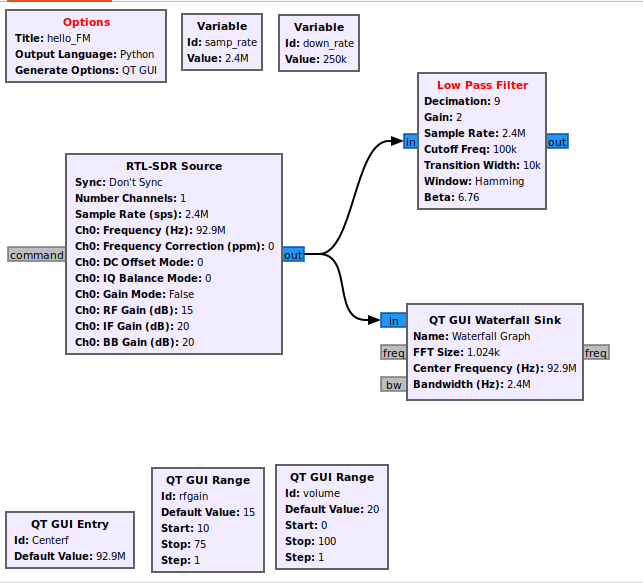 Options
Title: hello_FM
Output Language: Python
Generate Options: QT GUI
Variable
Id: samp_rate
Value: 2.4M
Variable
Id: down_rate
Value: 250k
Low Pass Filter
Decimation: 9
Gain: 2
Sample Rate: 2.4M
Cutoff Freq: 100k
Transition Width: 10k
Window: Hamming
Beta: 6.76
in
out
RTL-SDR Source
Sync: Don't Sync
Number Channels: 1
Sample Rate (sps): 2.4M
Ch0: Frequency (Hz): 92.9M
Ch0: Frequency Correction (ppm): 0
Ch0: DC Offset Mode: 0
Ch0: IQ Balance Mode: 0
Ch0: Gain Mode: False
Ch0: RF Gain (dB): 15
Ch0: IF Gain (dB): 20
Ch0: BB Gain (dB): 20
command
out
QT GUI Waterfall Sink
Name: Waterfall Graph
FFT Size: 1.024k
Center Frequency (Hz): 92.9M
Bandwidth (Hz): 2.4M
in
freq
bw
freq
QT GUI Entry
Id: Centerf
Default Value: 92.9M
QT GUI Range
Id: rfgain
Default Value: 15
Start: 10
Stop: 75
Step: 1
QT GUI Range
Id: volume
Default Value: 20
Start: 0
Stop: 100
Step: 1